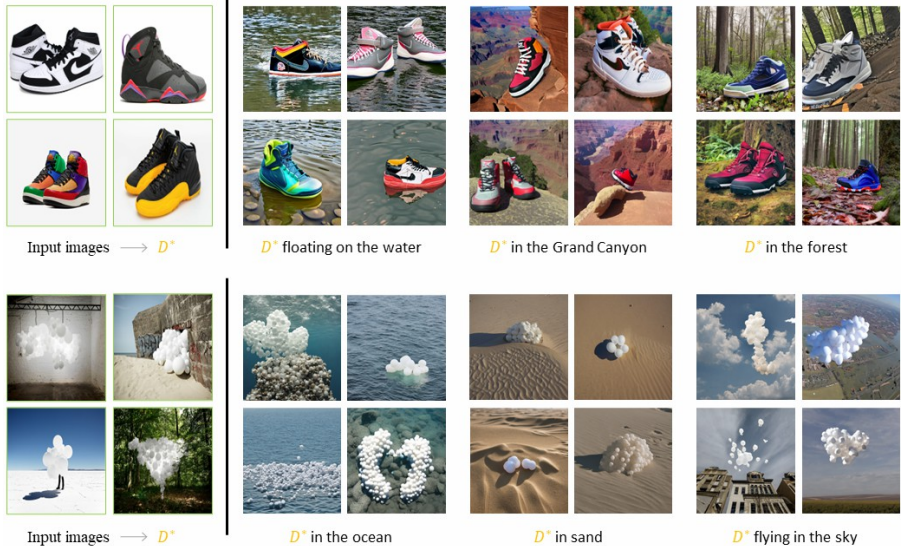 Input images → D* D* floating on the water D* in the Grand Canyon D* in the forest
Input images → D* D* in the ocean D* in sand D* flying in the sky